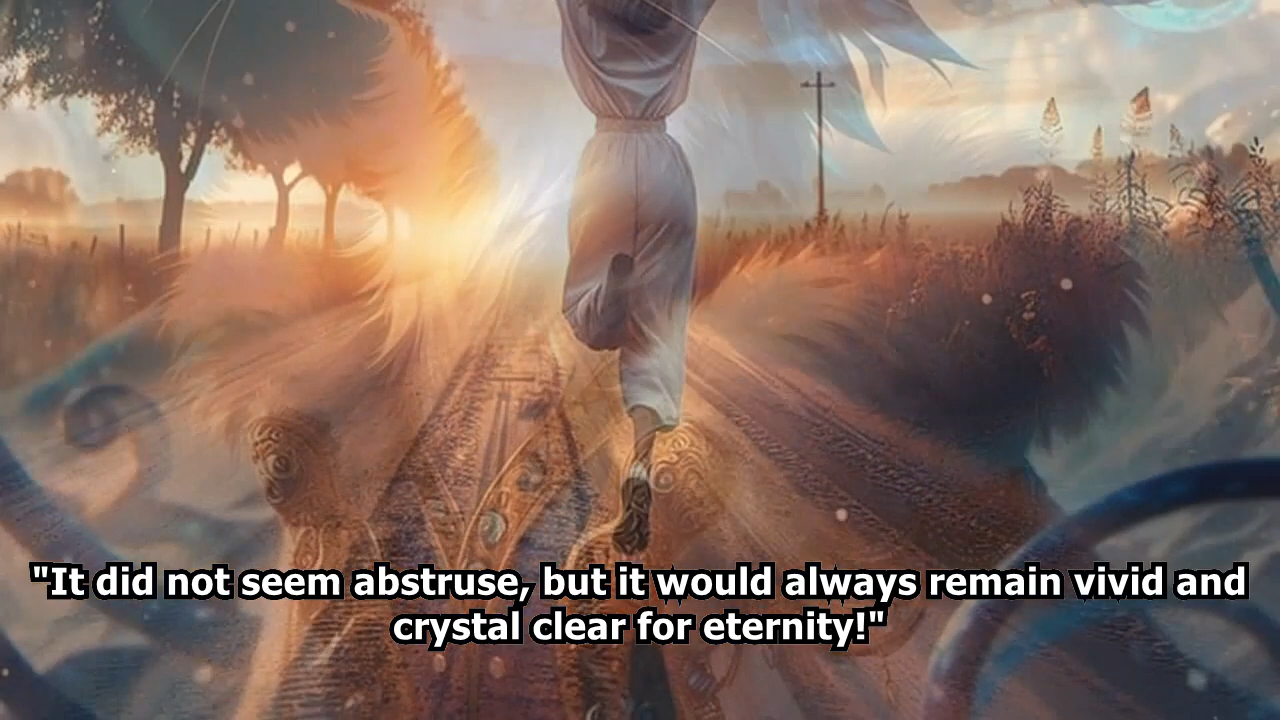 "It did not seem abstruse, but it would always remain vivid and
crystal clear for eternity!"